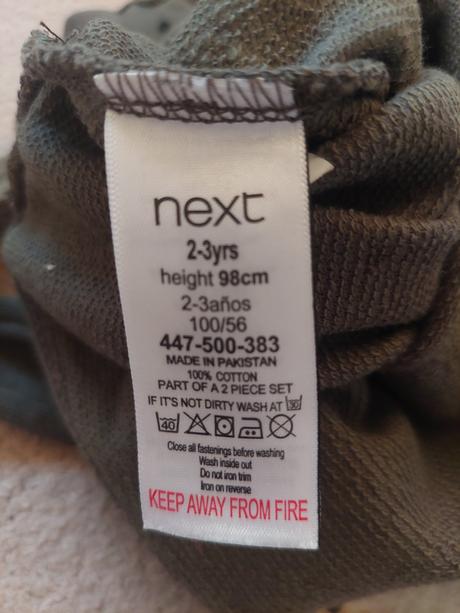 next
2-3yrs
height 98cm
2-3años
100/56
447-500-383
MADE IN PAKISTAN
100% COTTON
PART OF A 2 PIECE SET
IF IT'S NOT DIRTY WASH AT 30
40
Close all fastenings before washing
Wash inside out
Do not iron trim
Iron on reverse
KEEP AWAY FROM FIRE